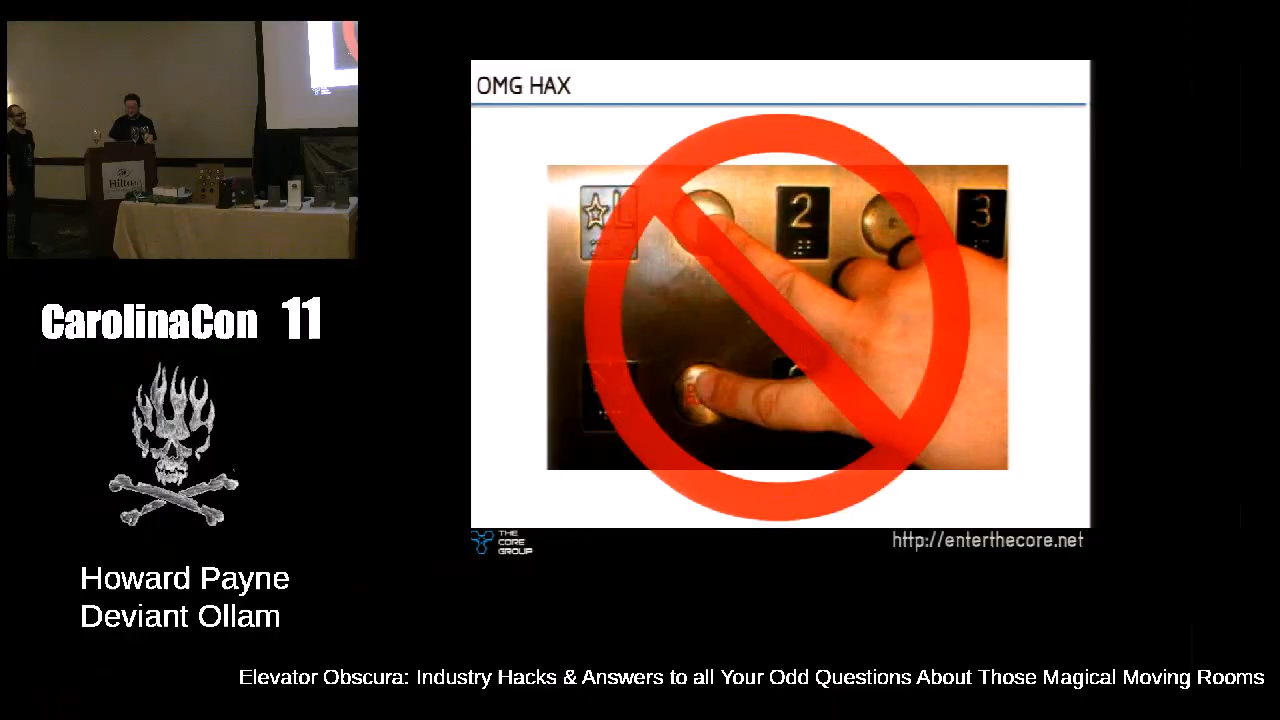 OMG HAX
L
2
3
Hilton
CarolinaCon 11
THE
CORE
GROUP
http://enterthecore.net
Howard Payne
Deviant Ollam
Elevator Obscura: Industry Hacks & Answers to all Your Odd Questions About Those Magical Moving Rooms